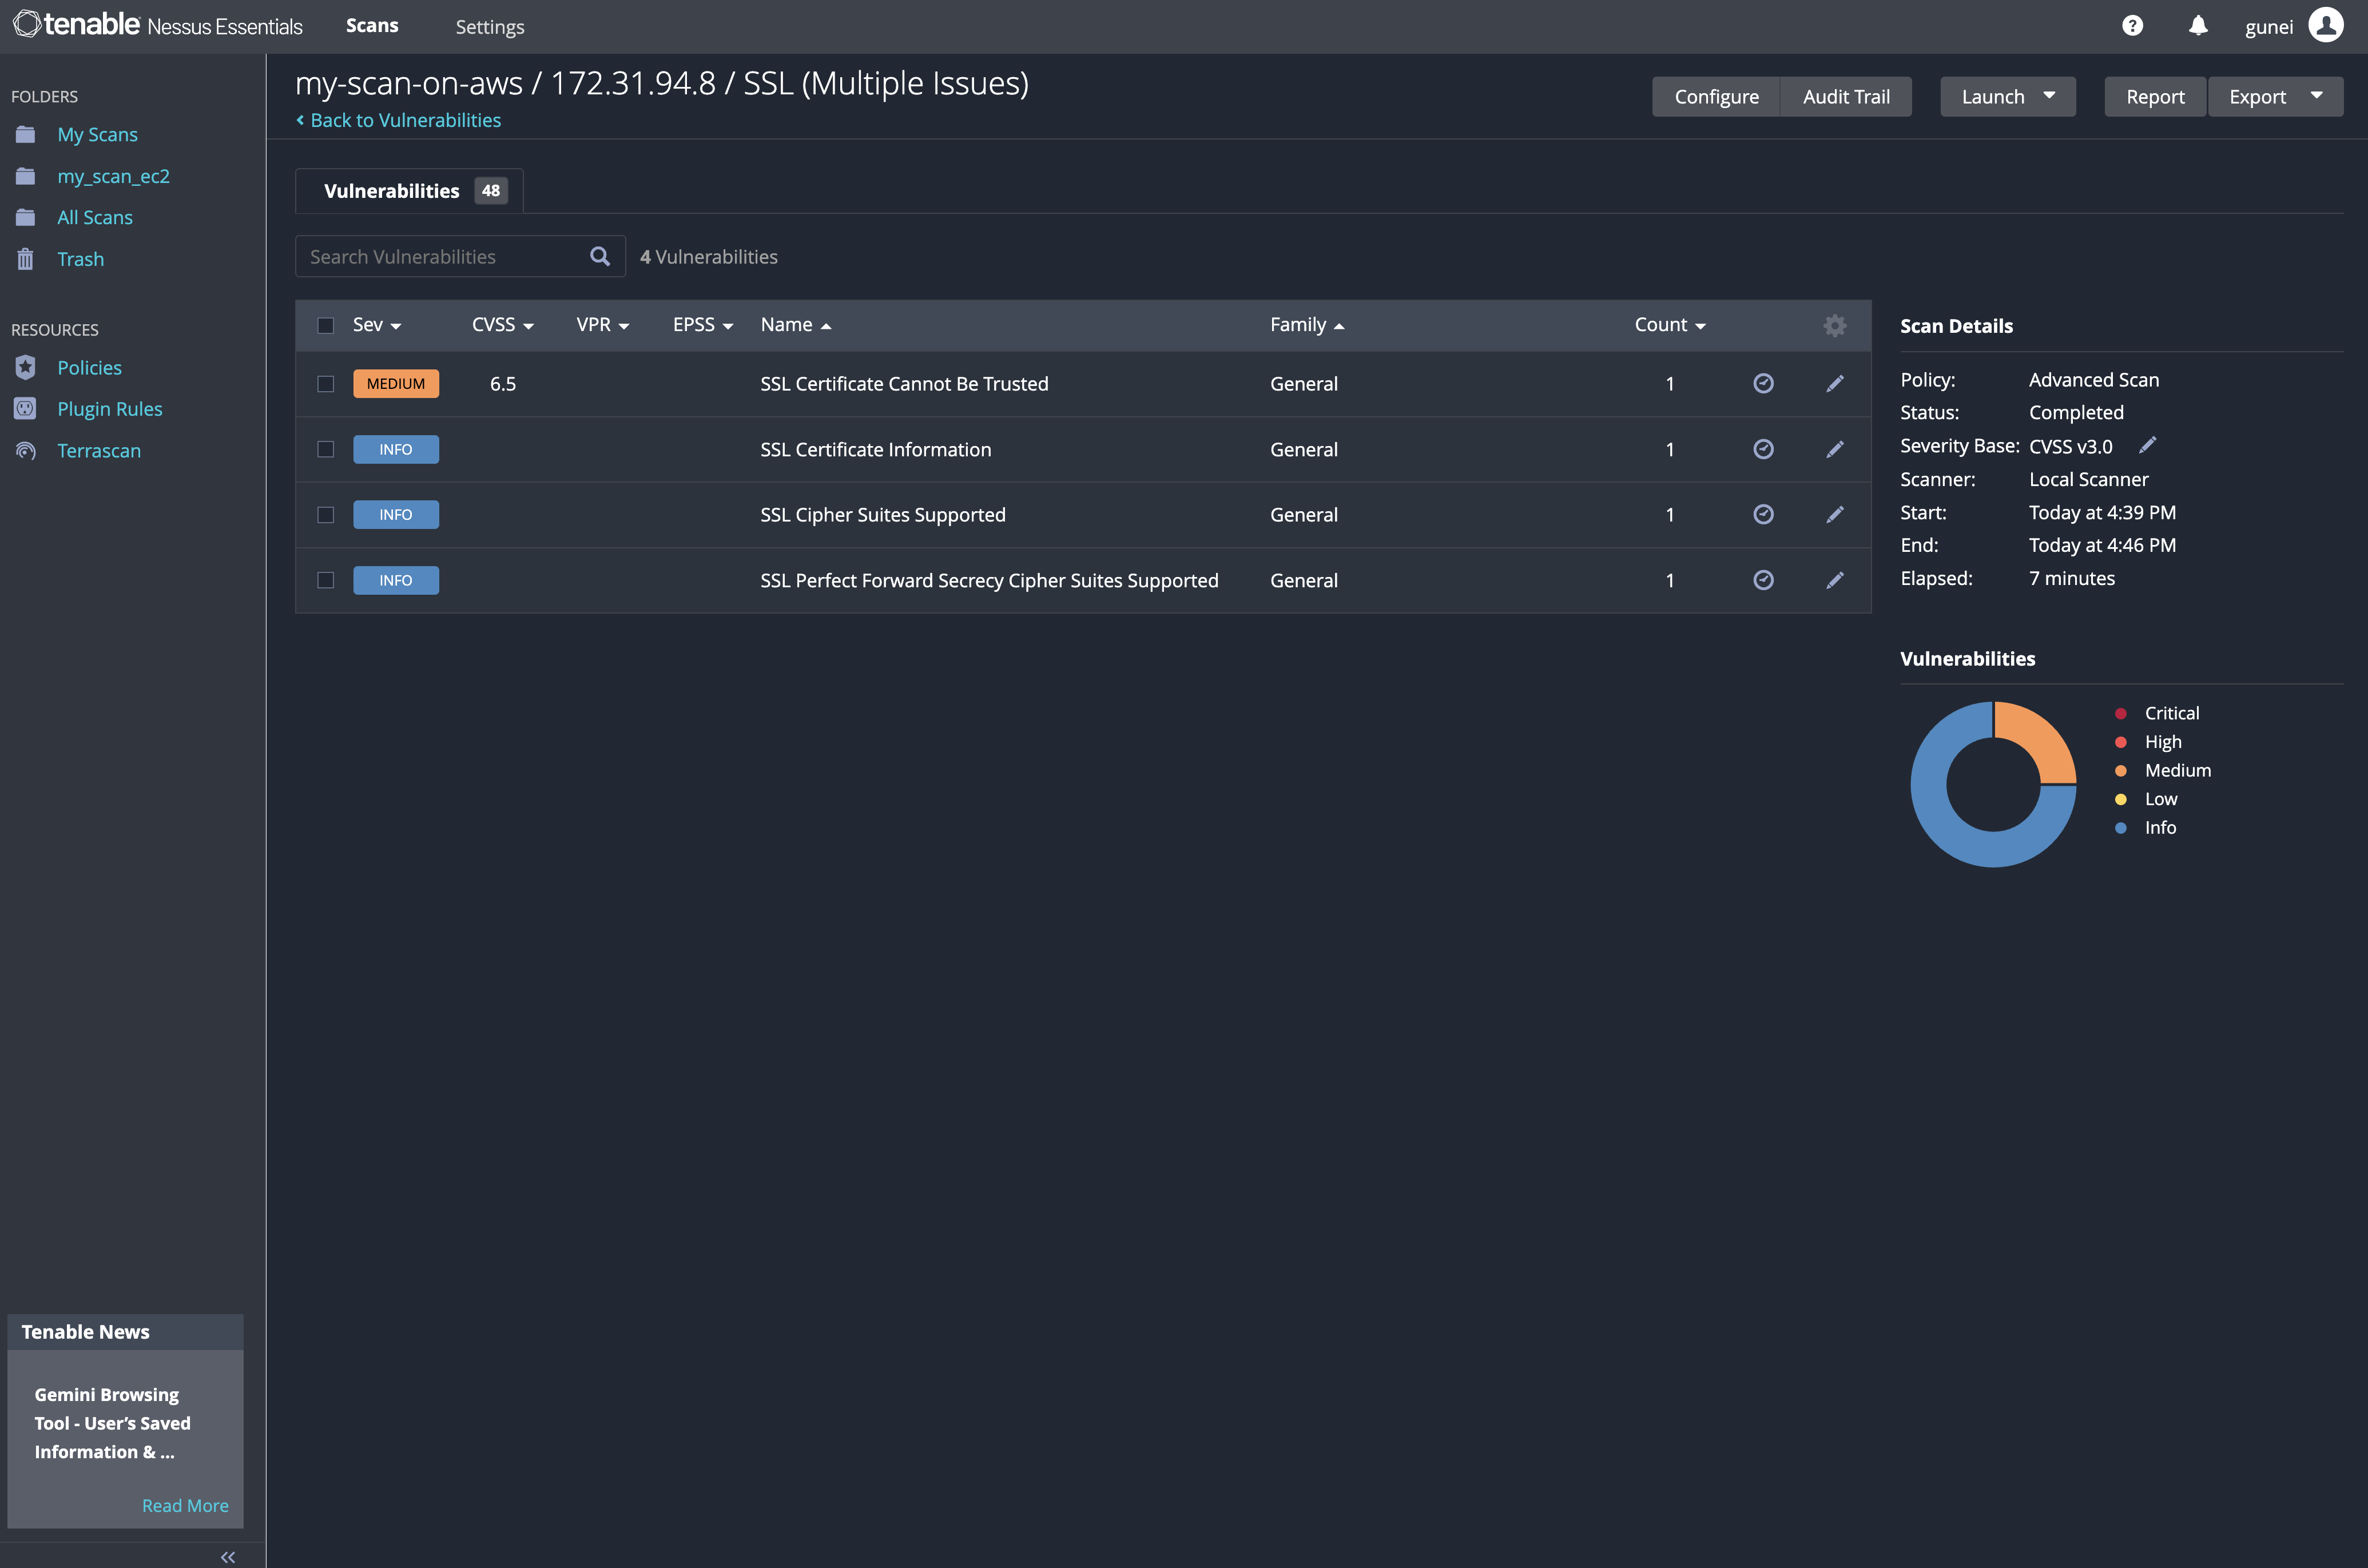 tenable Nessus Essentials Scans Settings gunei
FOLDERS
My Scans
my_scan_ec2
All Scans
Trash
RESOURCES
Policies
Plugin Rules
Terrascan
Tenable News
Gemini Browsing
Tool - User’s Saved
Information & ...
Read More
my-scan-on-aws / 172.31.94.8 / SSL (Multiple Issues)
Back to Vulnerabilities
Configure Audit Trail Launch Report Export
Vulnerabilities 48
Search Vulnerabilities 4 Vulnerabilities
Sev CVSS VPR EPSS Name Family Count
MEDIUM 6.5 SSL Certificate Cannot Be Trusted General 1
INFO SSL Certificate Information General 1
INFO SSL Cipher Suites Supported General 1
INFO SSL Perfect Forward Secrecy Cipher Suites Supported General 1
Scan Details
Policy: Advanced Scan
Status: Completed
Severity Base: CVSS v3.0
Scanner: Local Scanner
Start: Today at 4:39 PM
End: Today at 4:46 PM
Elapsed: 7 minutes
Vulnerabilities
Critical
High
Medium
Low
Info